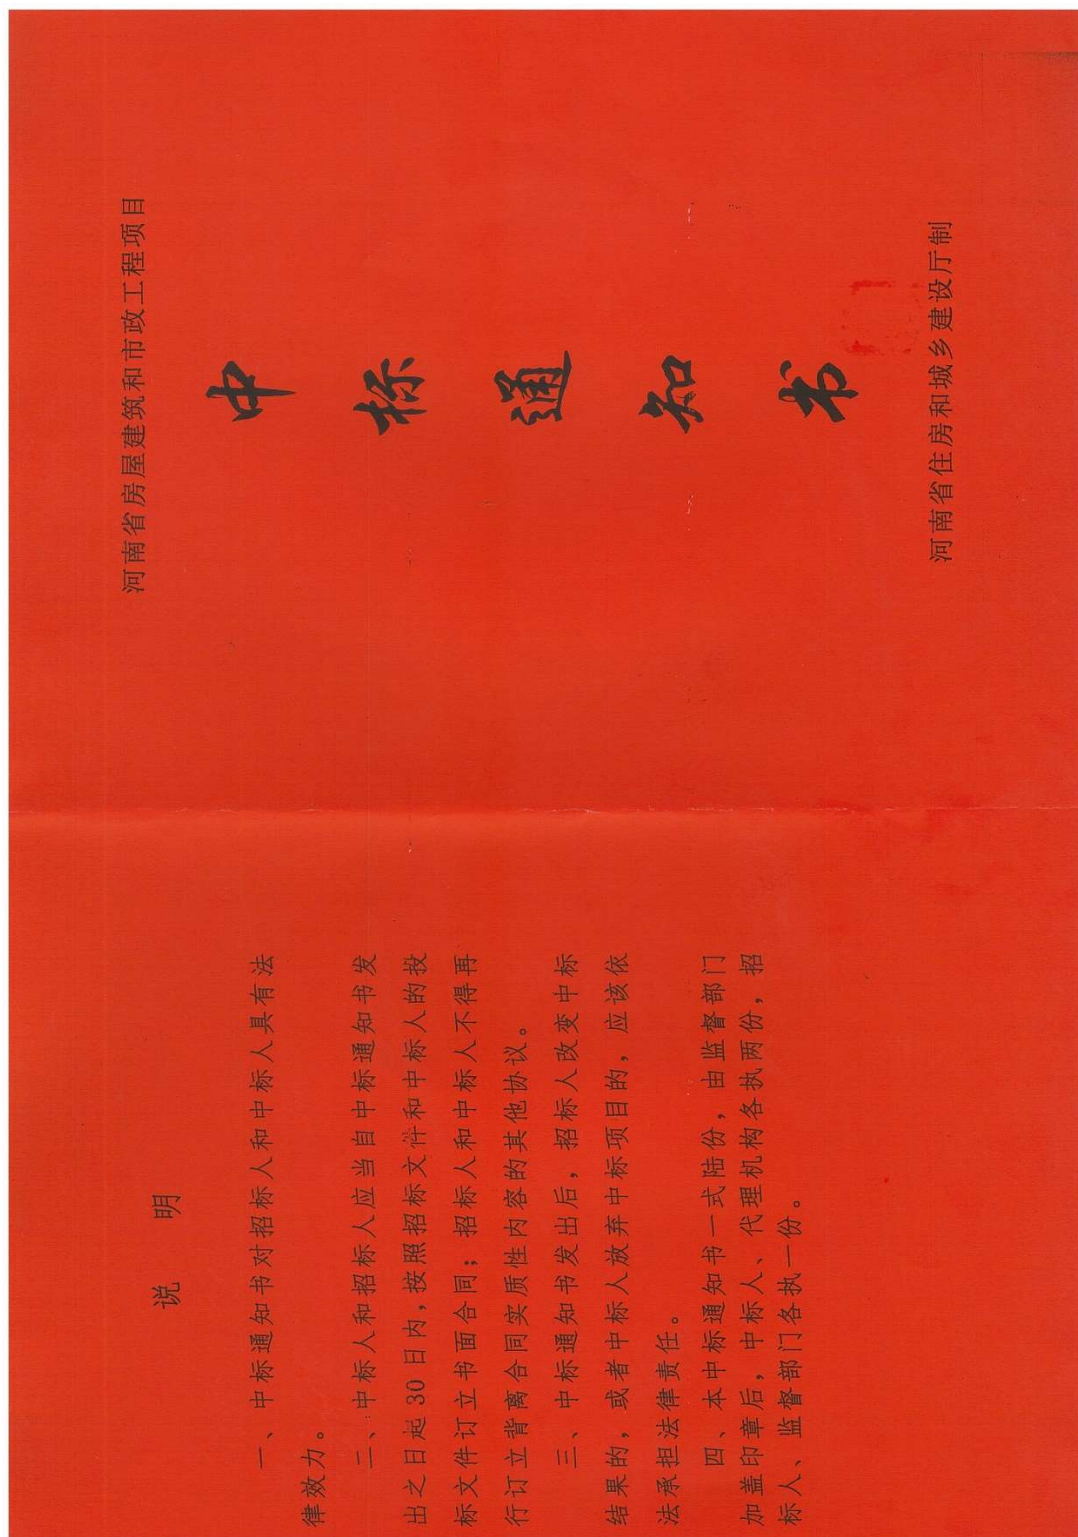 河南省房屋建筑和市政工程项目
中标通知书
河南省住房和城乡建设厅制
说 明
一、中标通知书对招标人和中标人具有法
律效力。
二、中标人和招标人应当自中标通知书发
出之日起30日内,按照招标文件和中标人的投
标文件订立书面合同；招标人和中标人不得再
行订立背离合同实质性内容的其他协议。
三、中标通知书发出后，招标人改变中标
结果的，或者中标人放弃中标项目的，应该依
法承担法律责任。
四、本中标通知书一式陆份，由监督部门
加盖印章后，中标人、代理机构各执两份，招
标人、监督部门各执一份。